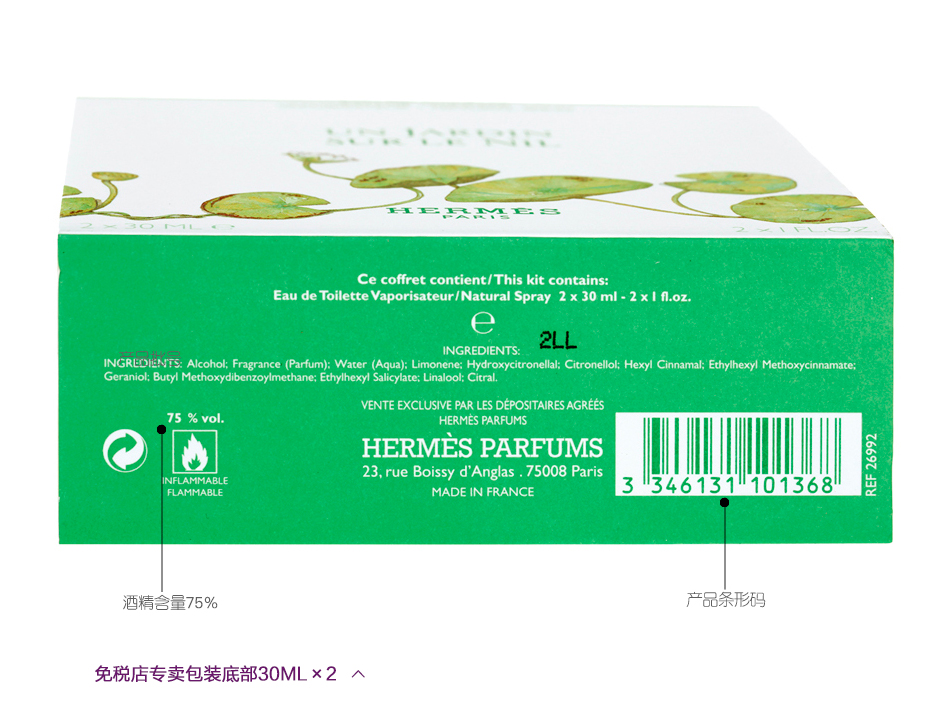 UN JARDIN
SUR LE NIL
HERMÈS
PARIS
2 x 30 ML e
2 x 1 FL.OZ
Ce coffret contient/This kit contains:
Eau de Toilette Vaporisateur/Natural Spray 2 x 30 ml - 2 x 1 fl.oz.
e
2LL
INGREDIENTS:
INGREDIENTS: Alcohol; Fragrance (Parfum); Water (Aqua); Limonene; Hydroxycitronellal; Citronellol; Hexyl Cinnamal; Ethylhexyl Methoxycinnamate;
Geraniol; Butyl Methoxydibenzoylmethane; Ethylhexyl Salicylate; Linalool; Citral.
75 % vol.
INFLAMMABLE
FLAMMABLE
VENTE EXCLUSIVE PAR LES DÉPOSITAIRES AGRÉÉS
HERMÈS PARFUMS
HERMÈS PARFUMS
23, rue Boissy d'Anglas . 75008 Paris
MADE IN FRANCE
3 346131 101368
REF 26992
酒精含量75%
产品条形码
免税店专卖包装底部30ML×2